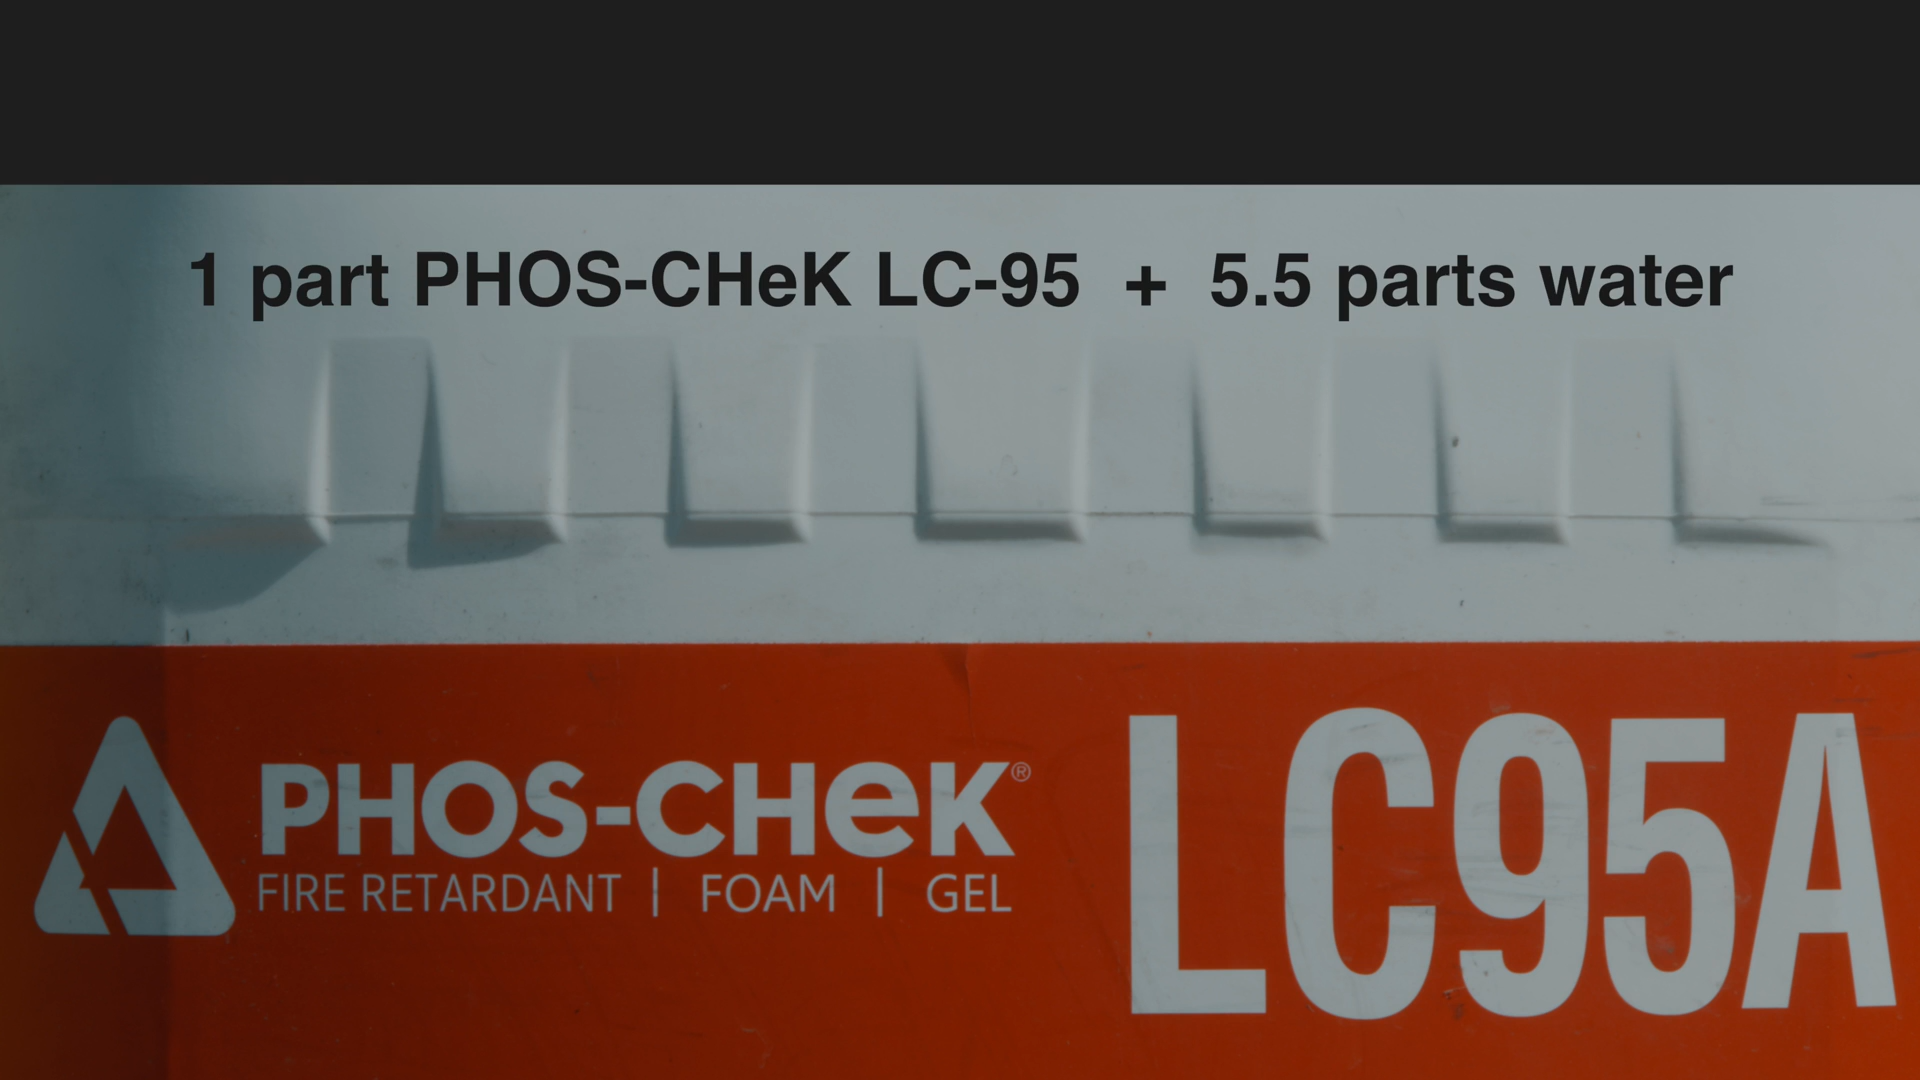 1 part PHOS-CHeK LC-95 + 5.5 parts water
PHOS-CHeK®
FIRE RETARDANT | FOAM | GEL
LC95A